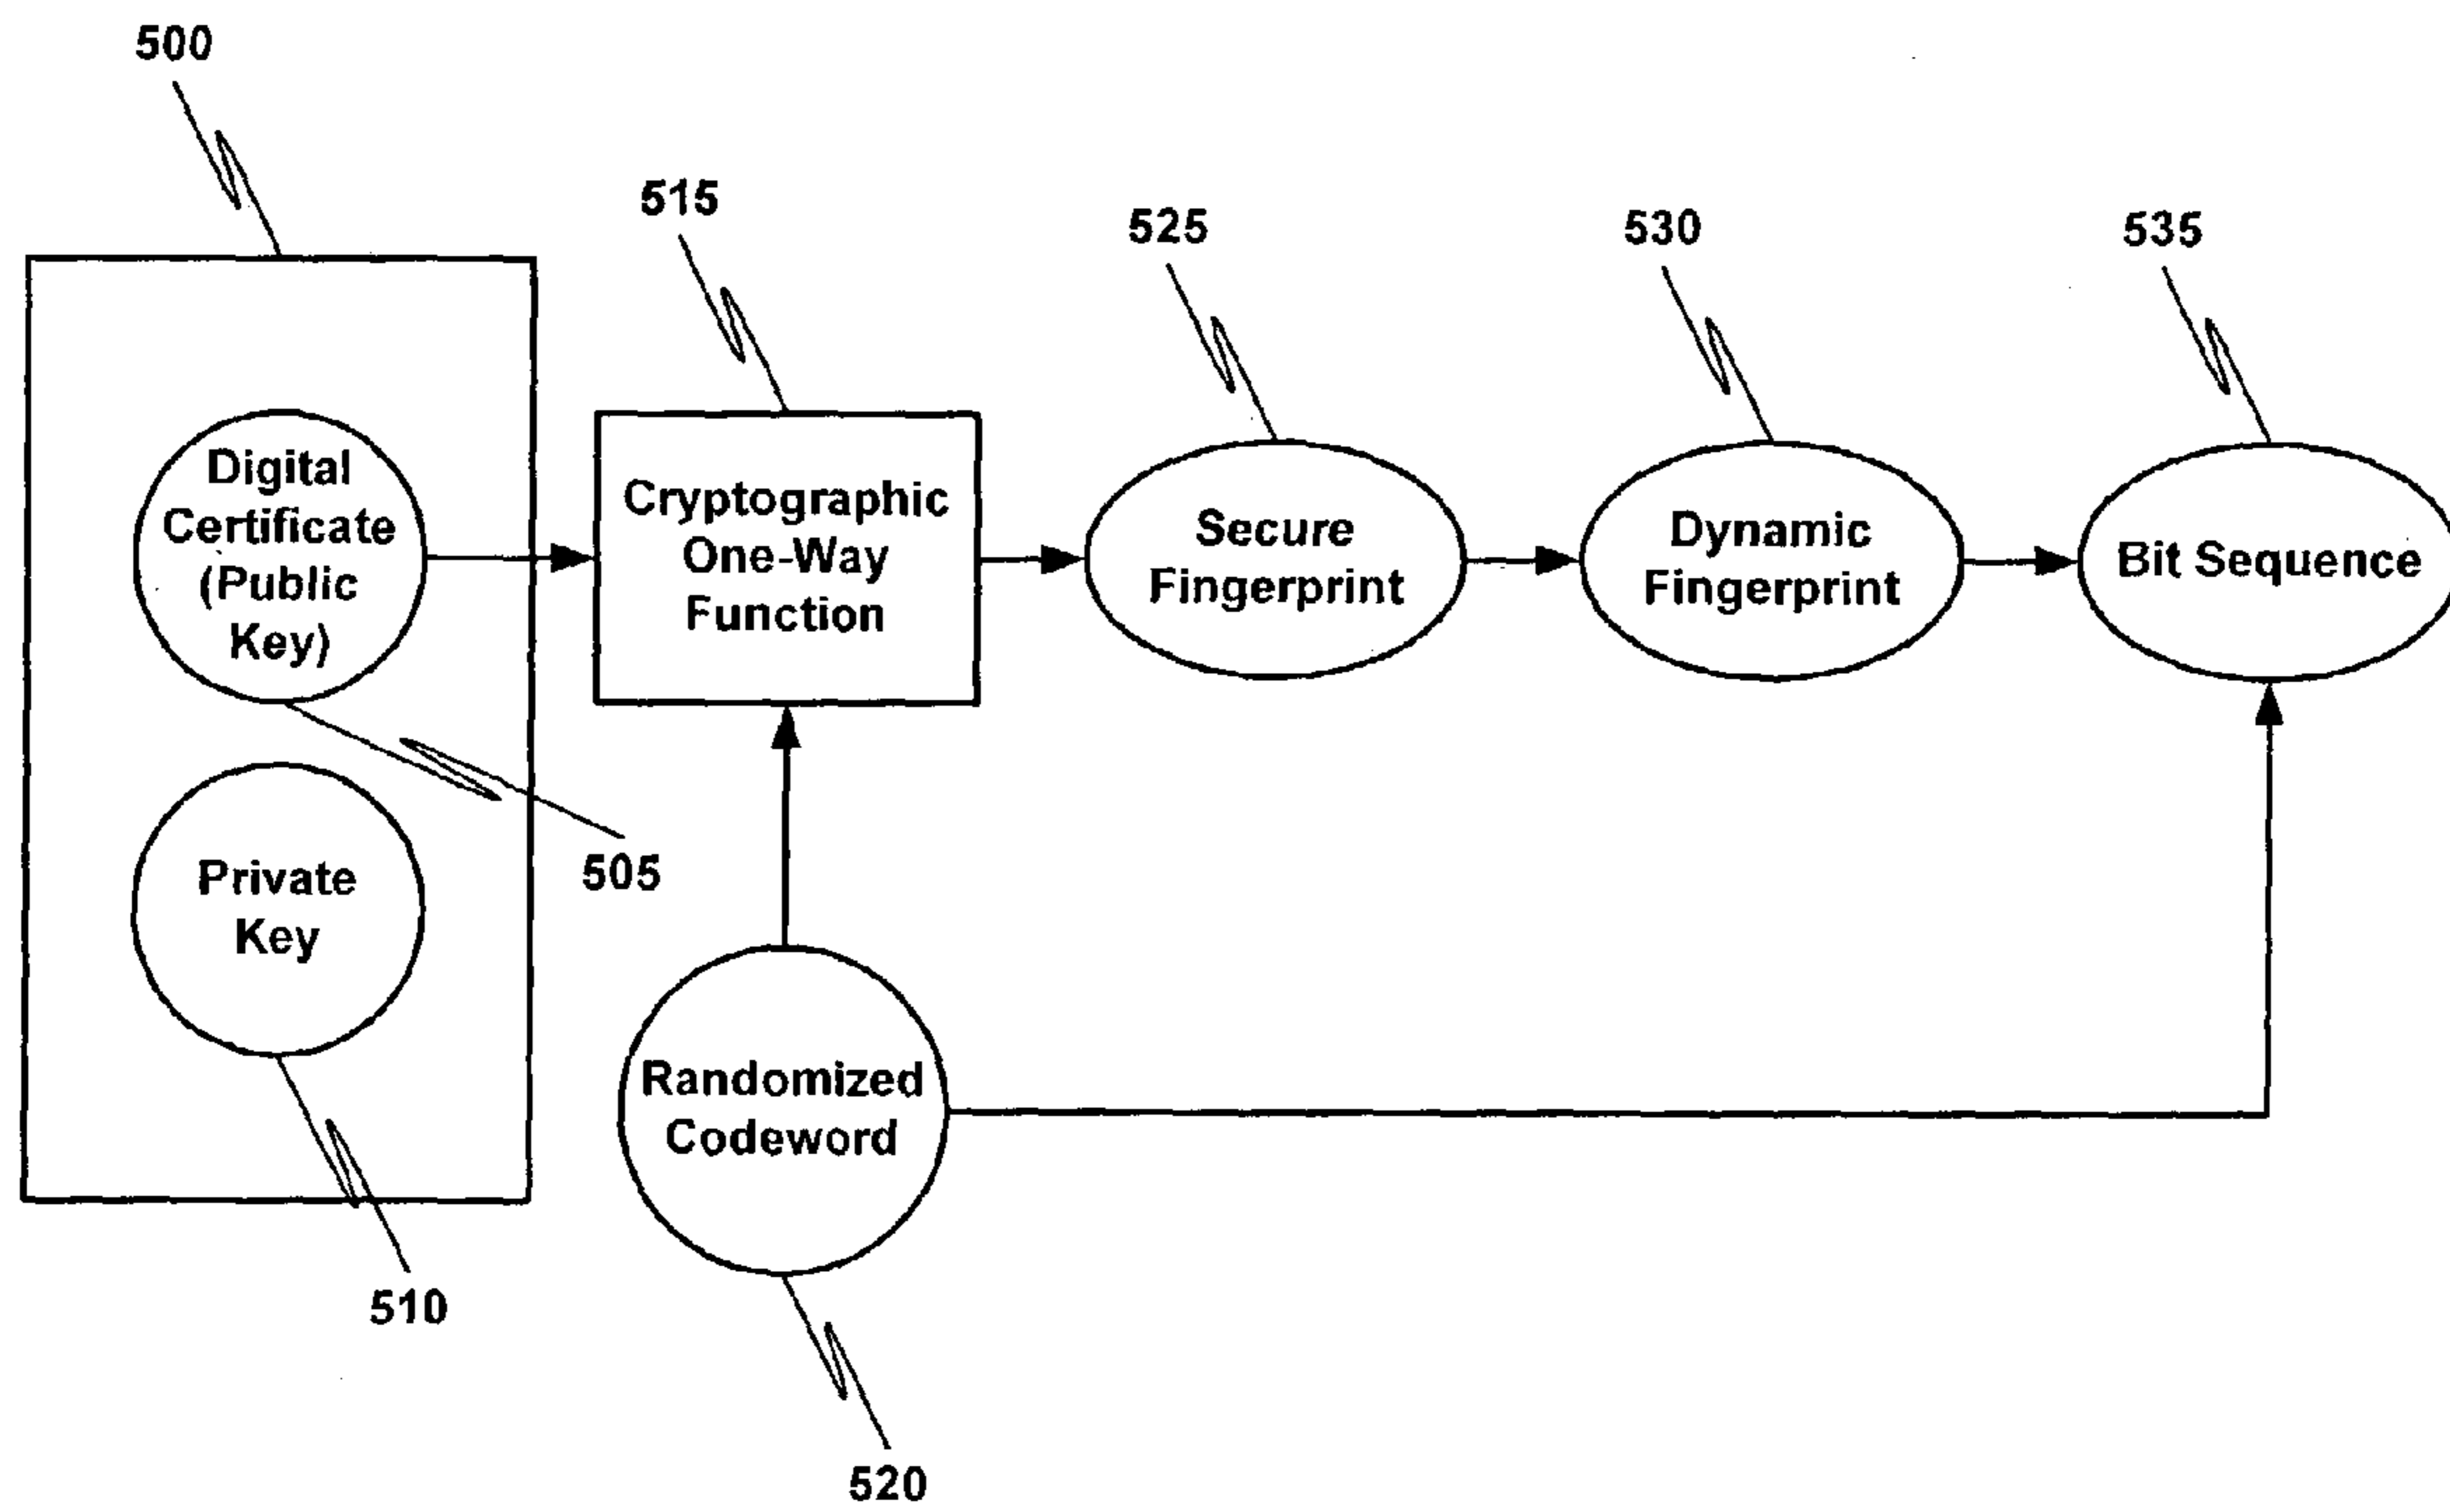 500
515
525
530
535
Digital
Certificate
(Public
Key)
Cryptographic
One-Way
Function
Secure
Fingerprint
Dynamic
Fingerprint
Bit Sequence
505
Private
Key
Randomized
Codeword
510
520